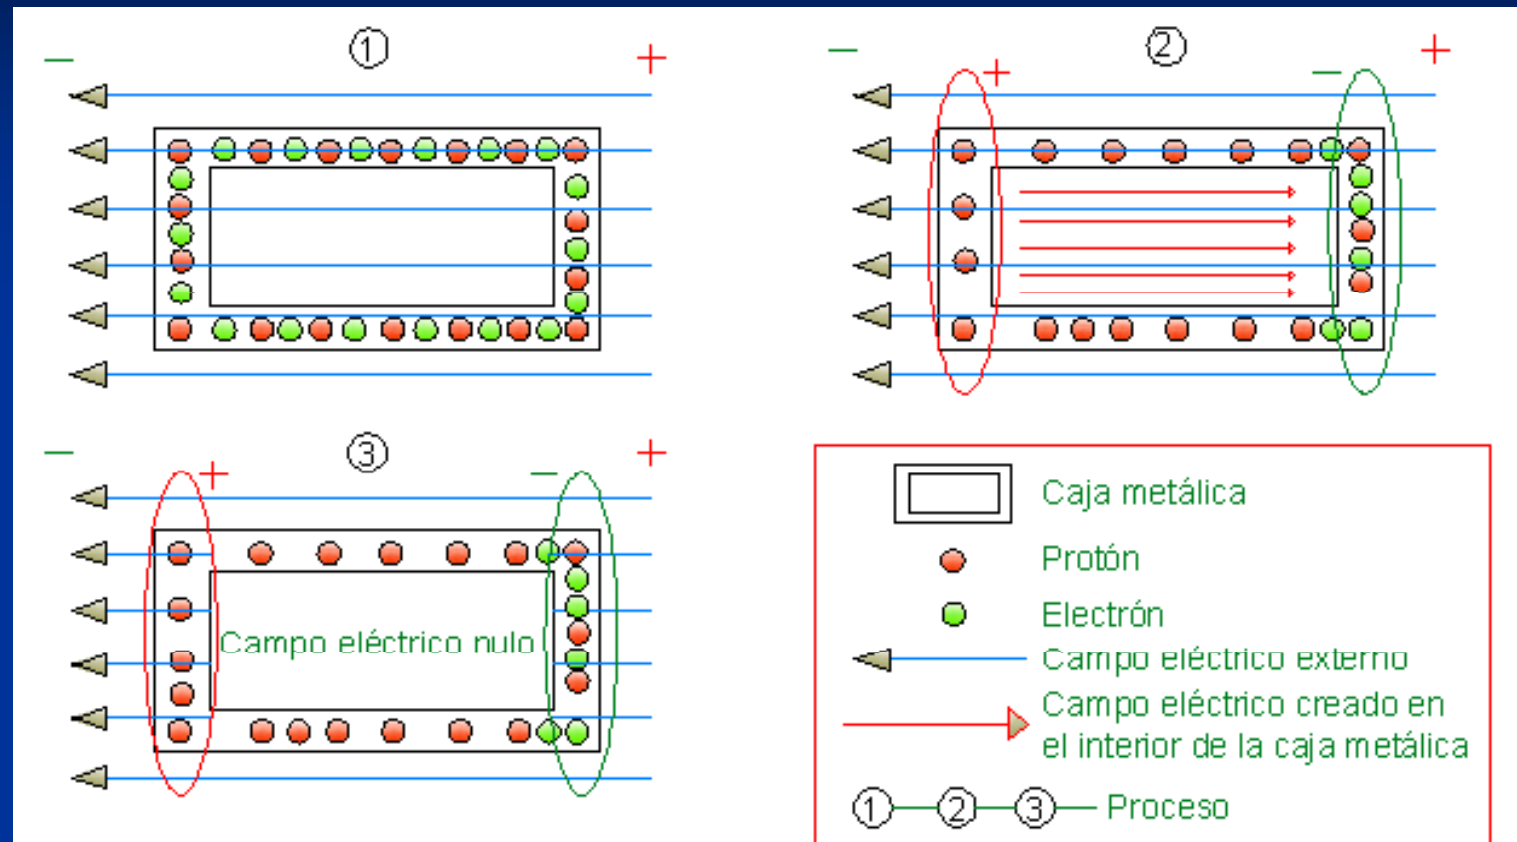 1
2
− +
− +
+ −
3
− +
+ −
Campo eléctrico nulo
Caja metálica
Protón
Electrón
Campo eléctrico externo
Campo eléctrico creado en
el interior de la caja metálica
1 2 3 Proceso